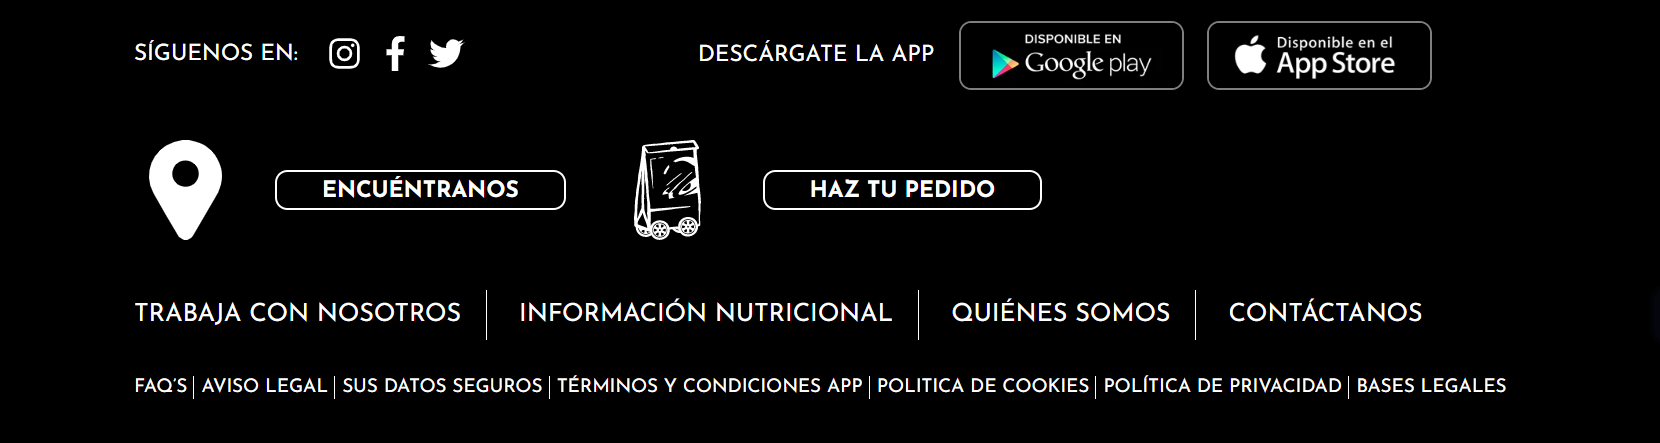 SÍGUENOS EN: DESCÁRGATE LA APP DISPONIBLE EN Google play Disponible en el App Store
ENCUÉNTRANOS HAZ TU PEDIDO
TRABAJA CON NOSOTROS INFORMACIÓN NUTRICIONAL QUIÉNES SOMOS CONTÁCTANOS
FAQ'S AVISO LEGAL SUS DATOS SEGUROS TÉRMINOS Y CONDICIONES APP POLITICA DE COOKIES POLÍTICA DE PRIVACIDAD BASES LEGALES